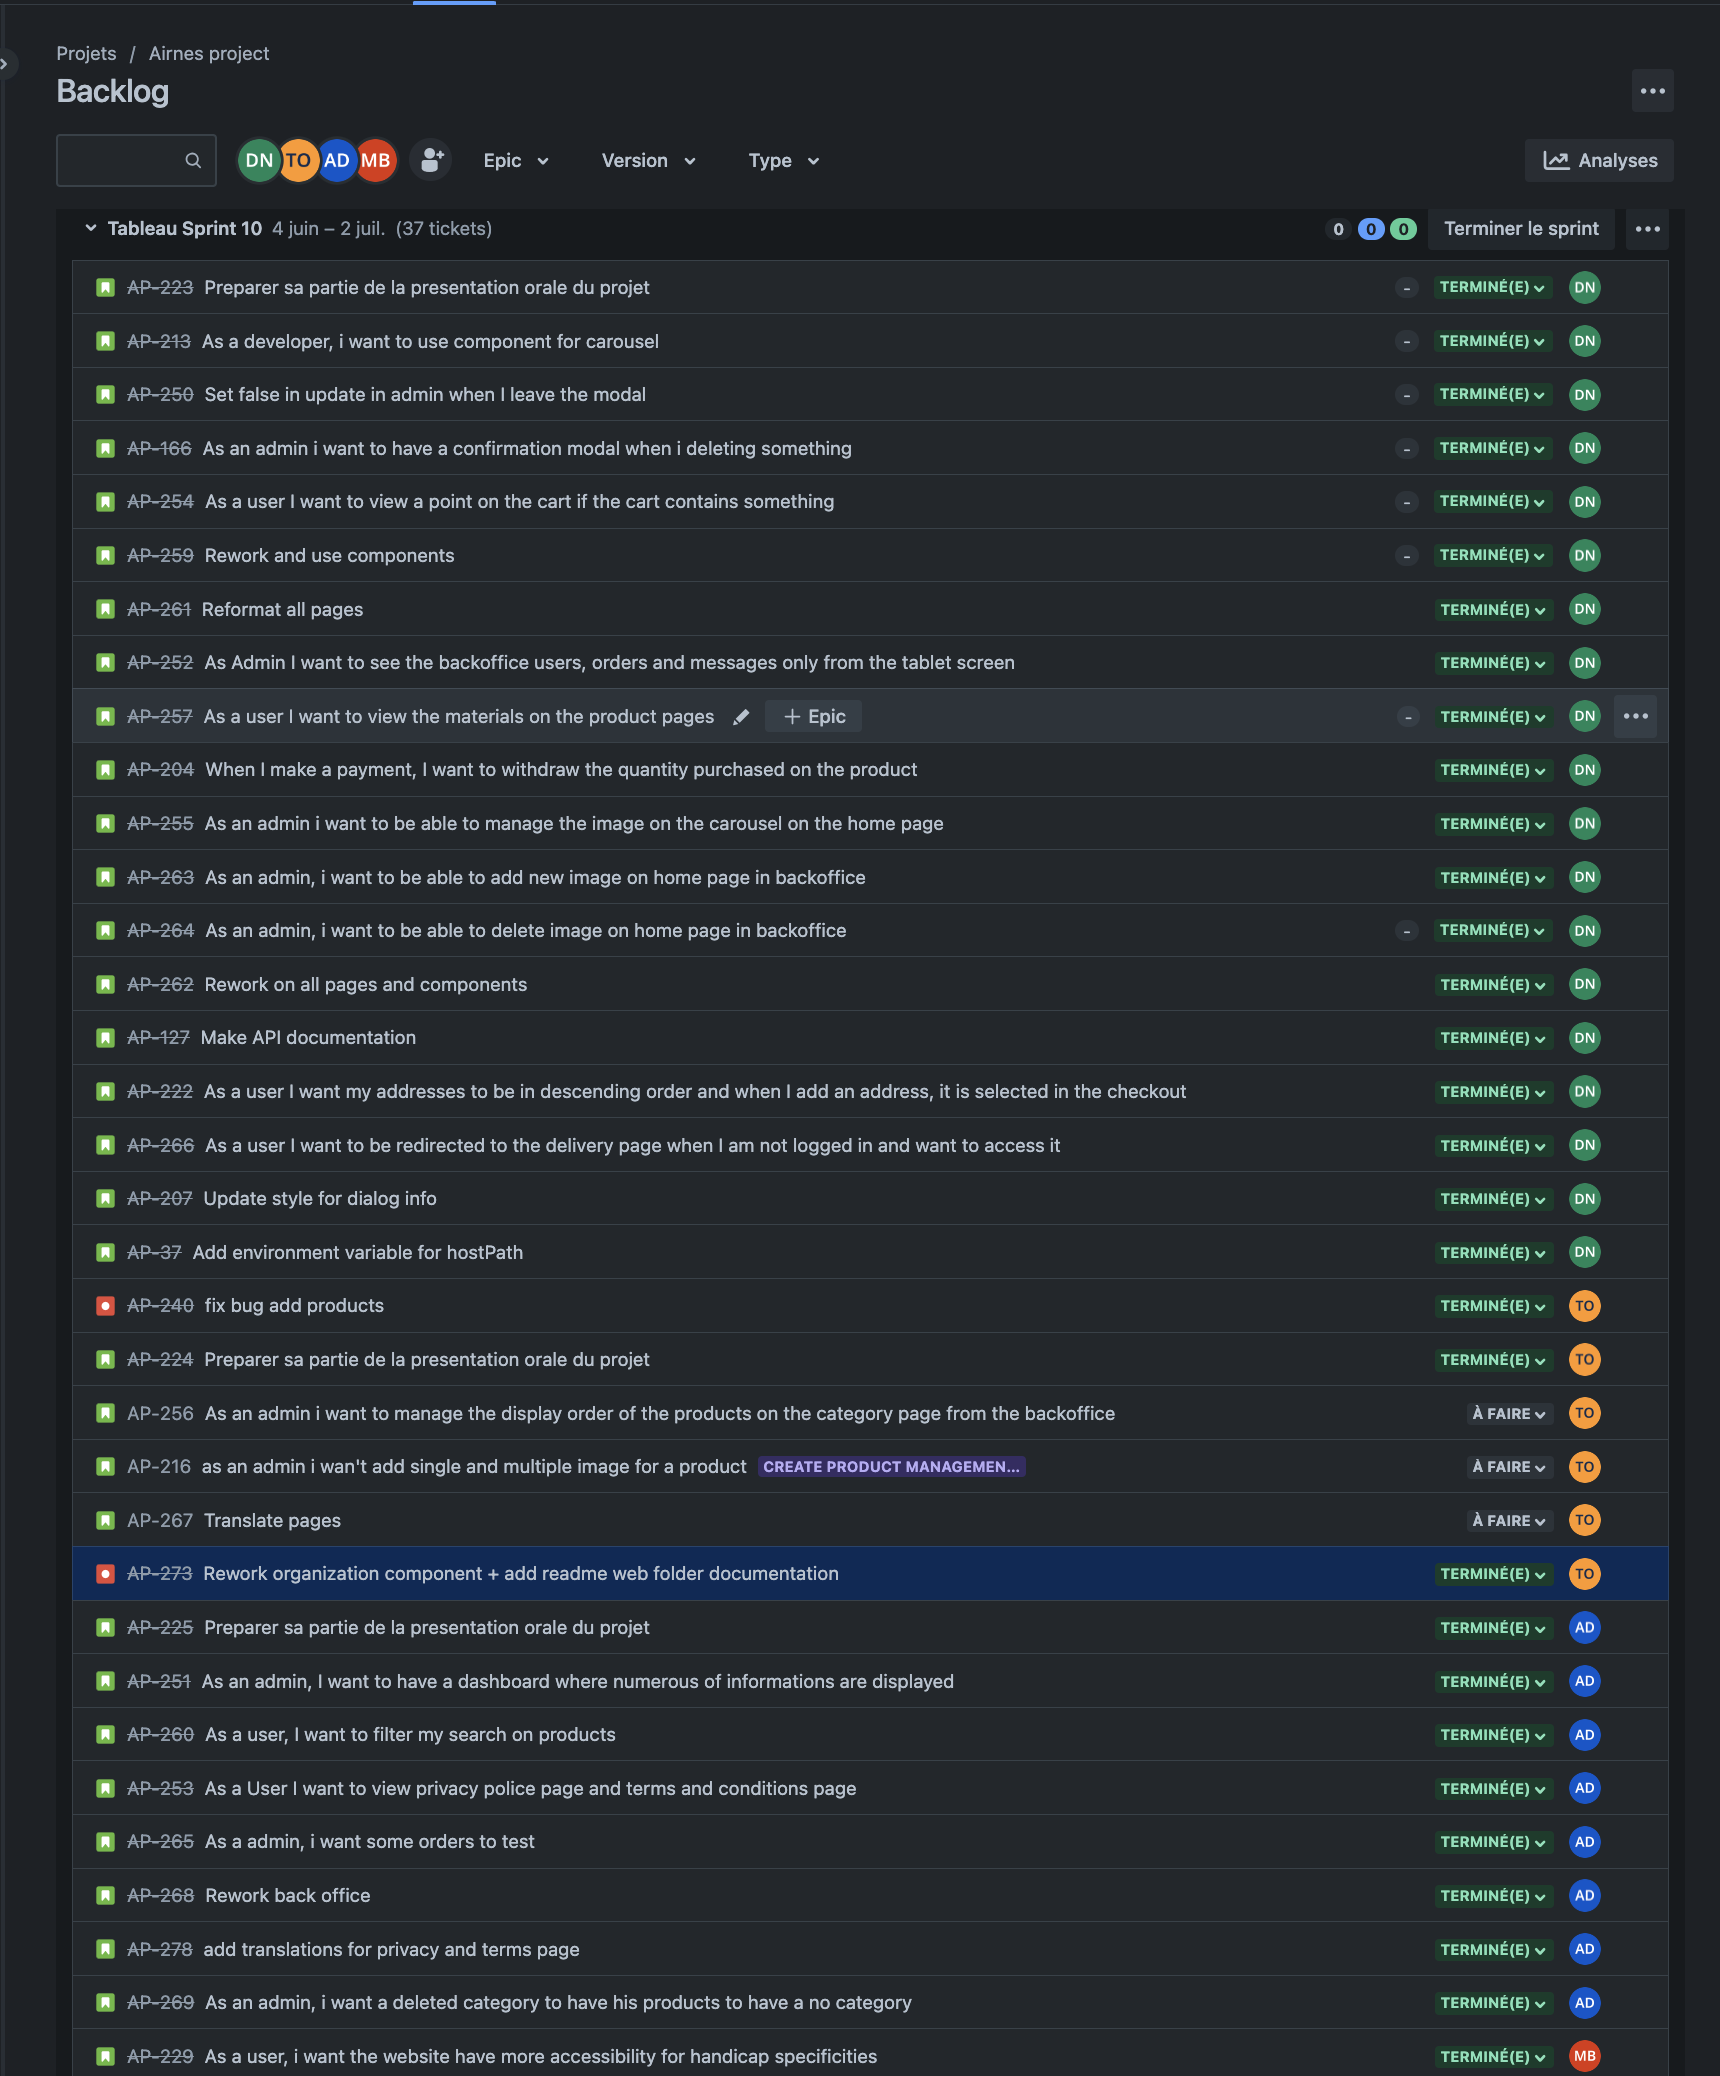 Projets / Airnes project
Backlog
DN TO AD MB Epic Version Type Analyses
Tableau Sprint 10 4 juin – 2 juil. (37 tickets) 0 0 0 Terminer le sprint
AP-223 Preparer sa partie de la presentation orale du projet - TERMINÉ(E) DN
AP-213 As a developer, i want to use component for carousel - TERMINÉ(E) DN
AP-250 Set false in update in admin when I leave the modal - TERMINÉ(E) DN
AP-166 As an admin i want to have a confirmation modal when i deleting something - TERMINÉ(E) DN
AP-254 As a user I want to view a point on the cart if the cart contains something - TERMINÉ(E) DN
AP-259 Rework and use components - TERMINÉ(E) DN
AP-261 Reformat all pages TERMINÉ(E) DN
AP-252 As Admin I want to see the backoffice users, orders and messages only from the tablet screen TERMINÉ(E) DN
AP-257 As a user I want to view the materials on the product pages + Epic - TERMINÉ(E) DN
AP-204 When I make a payment, I want to withdraw the quantity purchased on the product TERMINÉ(E) DN
AP-255 As an admin i want to be able to manage the image on the carousel on the home page TERMINÉ(E) DN
AP-263 As an admin, i want to be able to add new image on home page in backoffice TERMINÉ(E) DN
AP-264 As an admin, i want to be able to delete image on home page in backoffice - TERMINÉ(E) DN
AP-262 Rework on all pages and components TERMINÉ(E) DN
AP-127 Make API documentation TERMINÉ(E) DN
AP-222 As a user I want my addresses to be in descending order and when I add an address, it is selected in the checkout TERMINÉ(E) DN
AP-266 As a user I want to be redirected to the delivery page when I am not logged in and want to access it TERMINÉ(E) DN
AP-207 Update style for dialog info TERMINÉ(E) DN
AP-37 Add environment variable for hostPath TERMINÉ(E) DN
AP-240 fix bug add products TERMINÉ(E) TO
AP-224 Preparer sa partie de la presentation orale du projet TERMINÉ(E) TO
AP-256 As an admin i want to manage the display order of the products on the category page from the backoffice À FAIRE TO
AP-216 as an admin i wan't add single and multiple image for a product CREATE PRODUCT MANAGEMEN... À FAIRE TO
AP-267 Translate pages À FAIRE TO
AP-273 Rework organization component + add readme web folder documentation TERMINÉ(E) TO
AP-225 Preparer sa partie de la presentation orale du projet TERMINÉ(E) AD
AP-251 As an admin, I want to have a dashboard where numerous of informations are displayed TERMINÉ(E) AD
AP-260 As a user, I want to filter my search on products TERMINÉ(E) AD
AP-253 As a User I want to view privacy police page and terms and conditions page TERMINÉ(E) AD
AP-265 As a admin, i want some orders to test TERMINÉ(E) AD
AP-268 Rework back office TERMINÉ(E) AD
AP-278 add translations for privacy and terms page TERMINÉ(E) AD
AP-269 As an admin, i want a deleted category to have his products to have a no category TERMINÉ(E) AD
AP-229 As a user, i want the website have more accessibility for handicap specificities TERMINÉ(E) MB